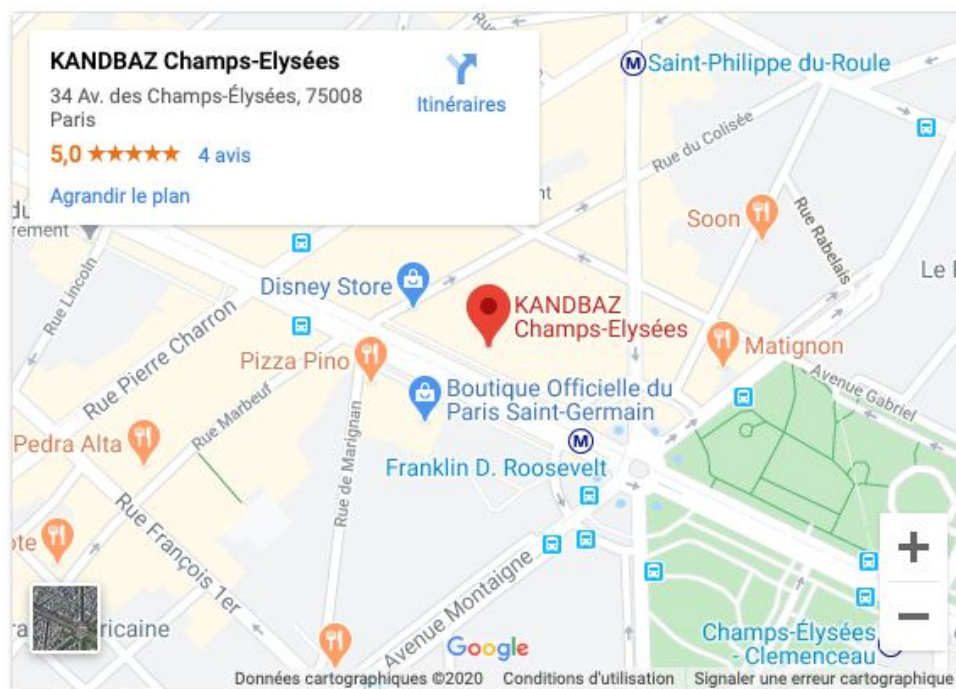 KANDBAZ Champs-Elysées
34 Av. des Champs-Élysées, 75008
Paris
5,0
4 avis
Agrandir le plan
Itinéraires
M
Saint-Philippe du-Roule
Rue du Colisée
Soon
Rue Rabelais
Rue Lincoln
Disney Store
KANDBAZ
Champs-Elysées
Rue Pierre Charron
Pizza Pino
Matignon
Avenue Gabriel
Rue Marbeuf
Boutique Officielle du
Paris Saint-Germain
Pedra Alta
M
Franklin D. Roosevelt
Rue de Marignan
Rue François 1er
Avenue Montaigne
+
−
Champs-Élysées
- Clemenceau
Google
Données cartographiques ©2020
Conditions d'utilisation
Signaler une erreur cartographique